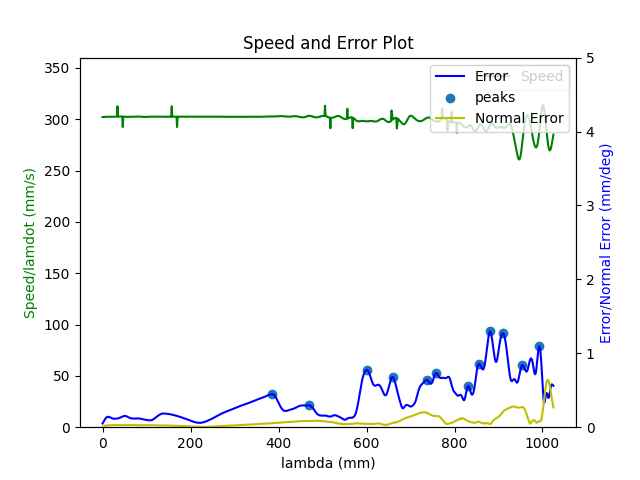 Speed and Error Plot
Speed/lamdot (mm/s)
350
300
250
200
150
100
50
0
Error
Speed
peaks
Normal Error
5
4
3
2
1
0
Error/Normal Error (mm/deg)
0
200
400
600
800
1000
lambda (mm)